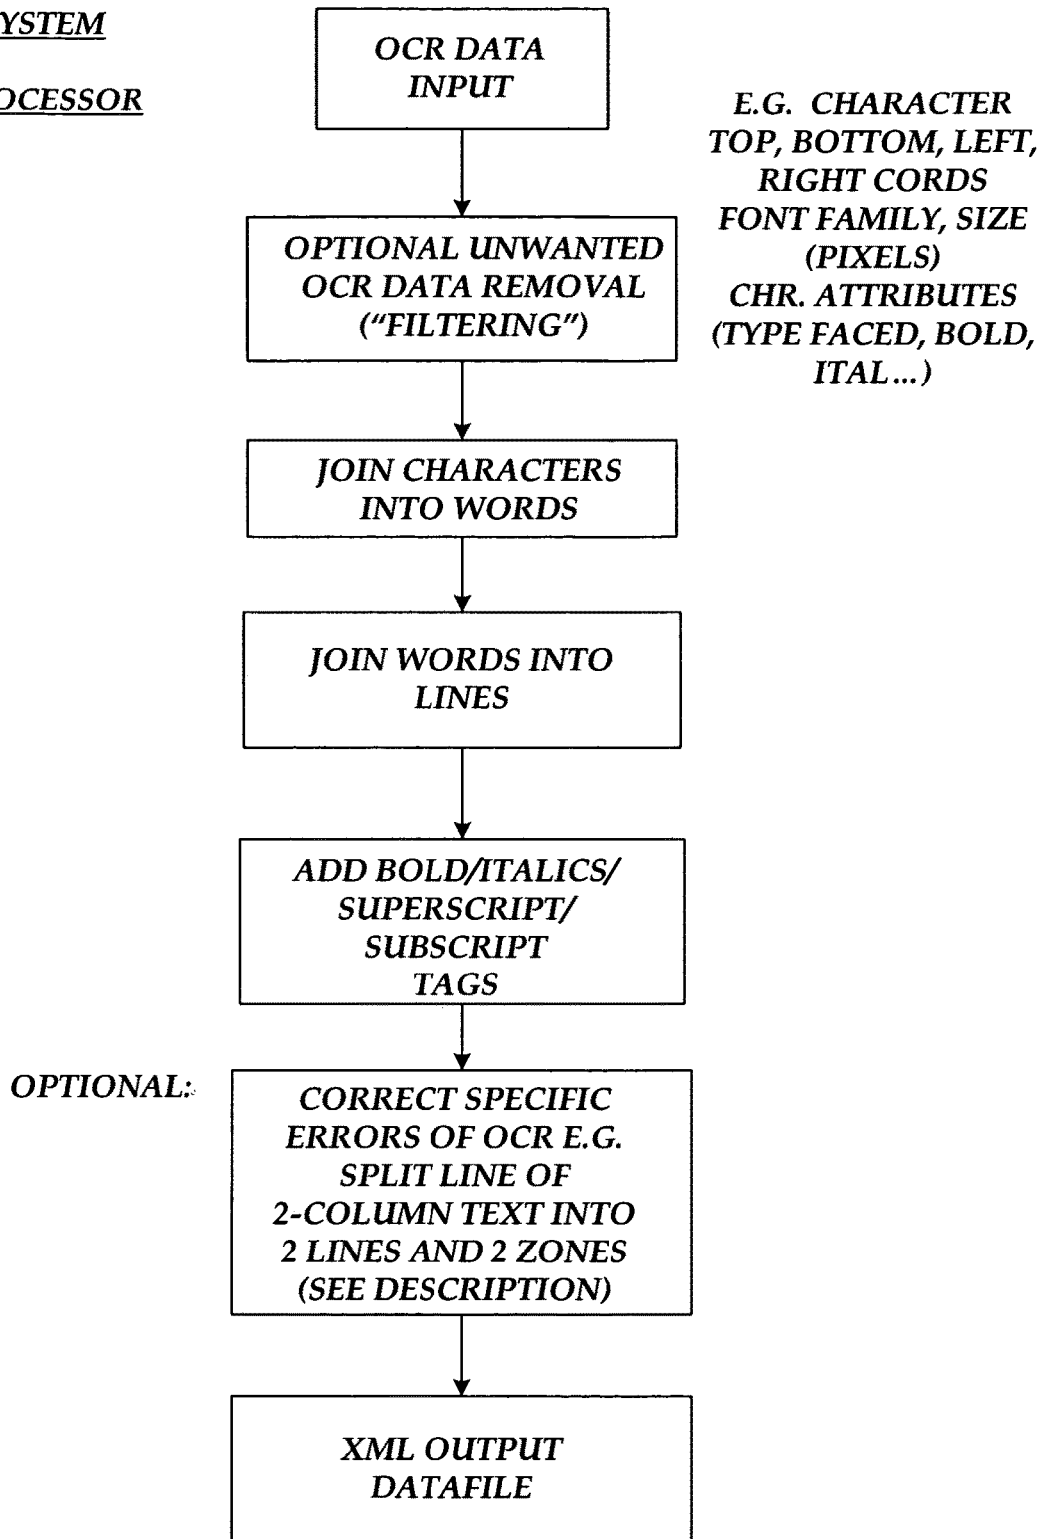 YSTEM
OCESSOR
OCR DATA
INPUT
E.G. CHARACTER
TOP, BOTTOM, LEFT,
RIGHT CORDS
FONT FAMILY, SIZE
(PIXELS)
CHR. ATTRIBUTES
(TYPE FACED, BOLD,
ITAL...)
OPTIONAL UNWANTED
OCR DATA REMOVAL
("FILTERING")
JOIN CHARACTERS
INTO WORDS
JOIN WORDS INTO
LINES
ADD BOLD/ITALICS/
SUPERSCRIPT/
SUBSCRIPT
TAGS
OPTIONAL:
CORRECT SPECIFIC
ERRORS OF OCR E.G.
SPLIT LINE OF
2-COLUMN TEXT INTO
2 LINES AND 2 ZONES
(SEE DESCRIPTION)
XML OUTPUT
DATAFILE